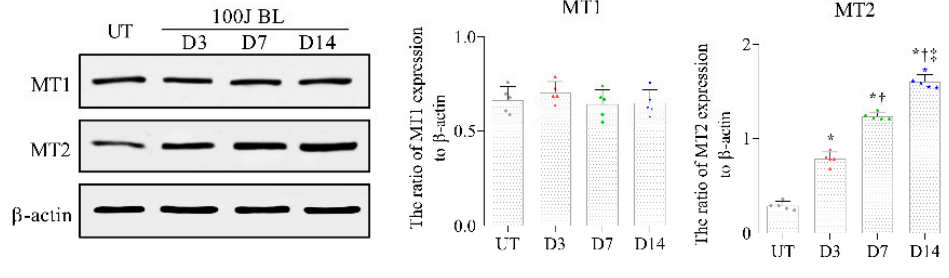 100J BL
UT
D3 D7 D14
MT1
MT2
β-actin
MT1
The ratio of MT1 expression
to β-actin
1.0
0.5
0.0
UT D3 D7 D14
MT2
The ratio of MT2 expression
to β-actin
2
1
0
*
*†
*†‡
UT D3 D7 D14